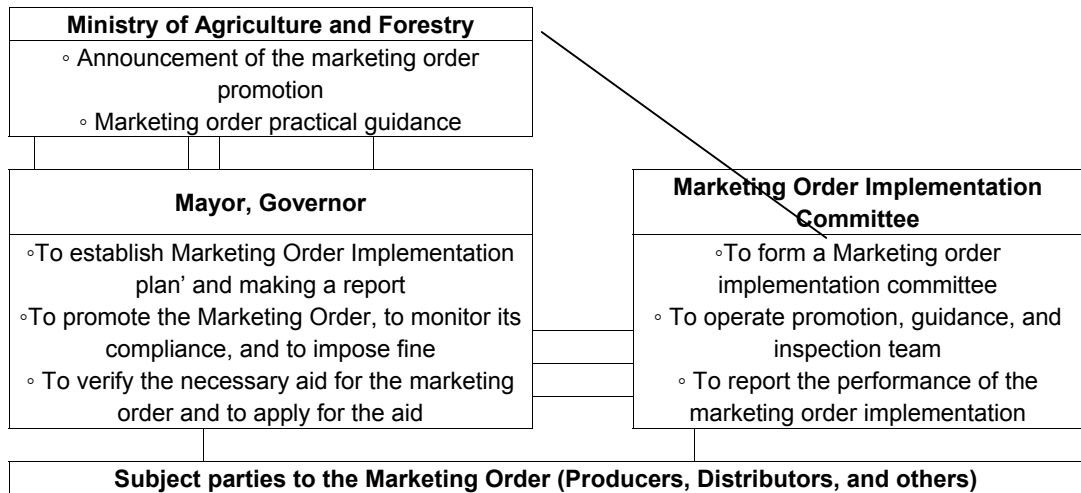 Ministry of Agriculture and Forestry
◦ Announcement of the marketing order
promotion
◦ Marketing order practical guidance
Mayor, Governor
◦To establish Marketing Order Implementation
plan’ and making a report
◦To promote the Marketing Order, to monitor its
compliance, and to impose fine
◦ To verify the necessary aid for the marketing
order and to apply for the aid
Marketing Order Implementation
Committee
◦To form a Marketing order
implementation committee
◦ To operate promotion, guidance, and
inspection team
◦ To report the performance of the
marketing order implementation
Subject parties to the Marketing Order (Producers, Distributors, and others)